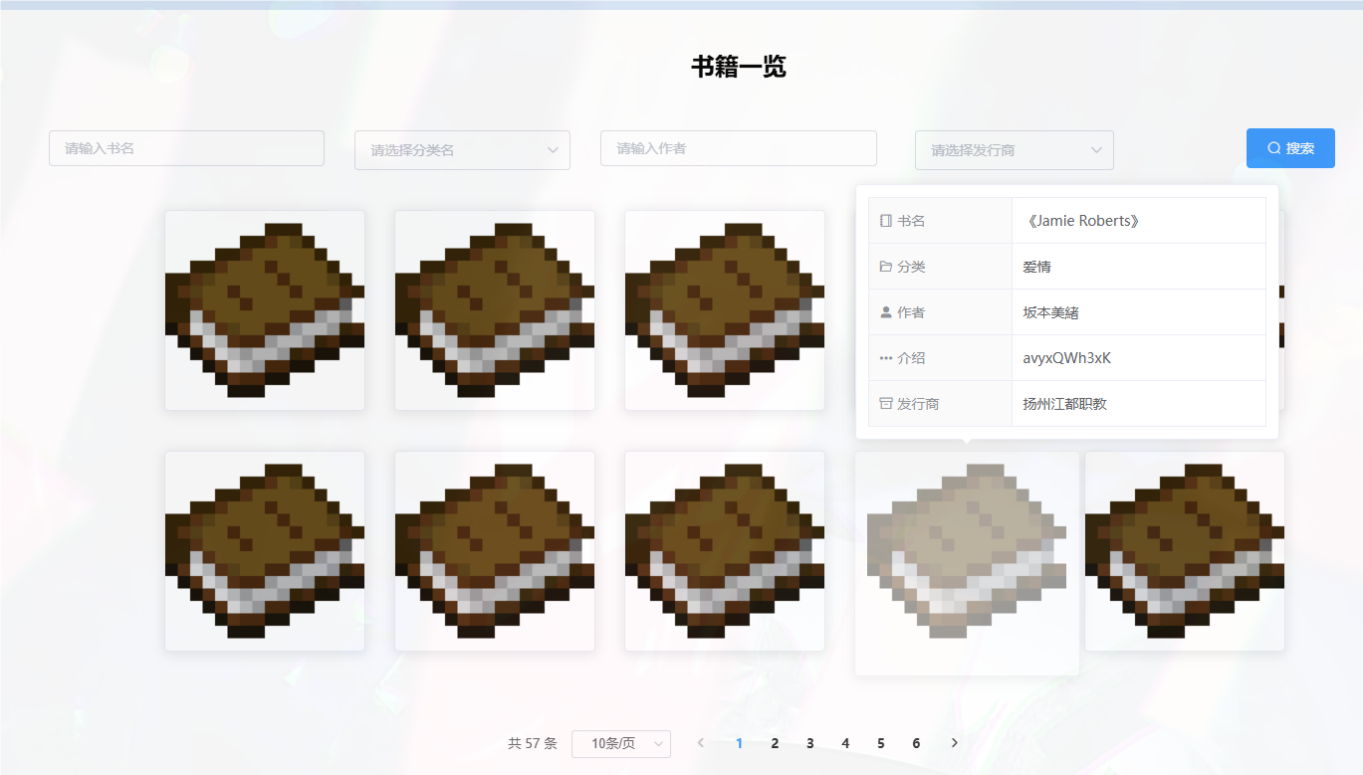 书籍一览
请输入书名
请选择分类名
请输入作者
请选择发行商
搜索
书名 《Jamie Roberts》
分类 爱情
作者 坂本美緒
介绍 avyxQWh3xK
发行商 扬州江都职教
共 57 条 10条/页 1 2 3 4 5 6